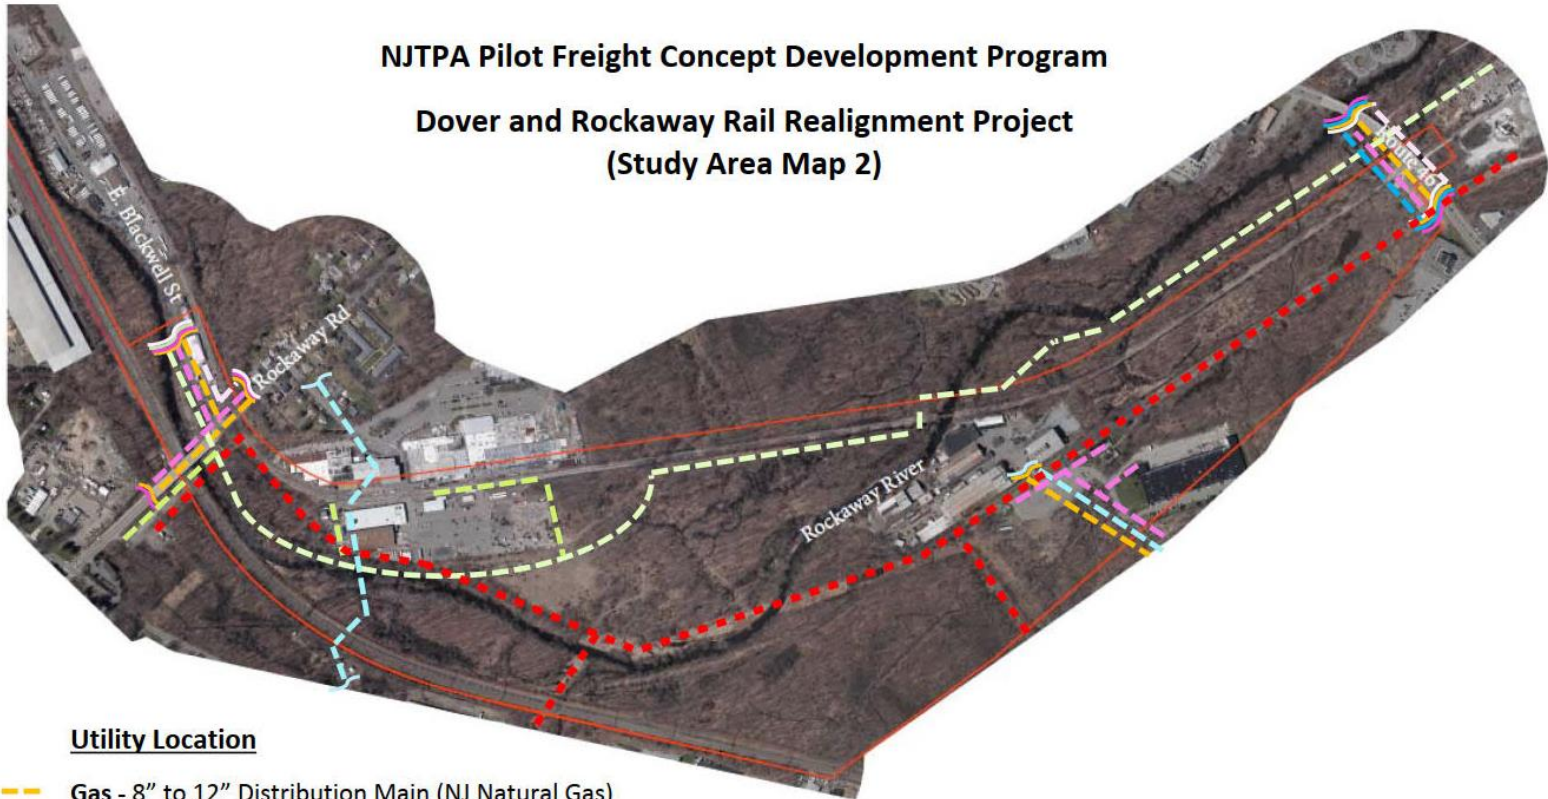 NJTPA Pilot Freight Concept Development Program
Dover and Rockaway Rail Realignment Project
(Study Area Map 2)
Route 46
E. Blackwell St
Rockaway Rd
Rockaway River
Utility Location
Gas - 8” to 12” Distribution Main (NJ Natural Gas)